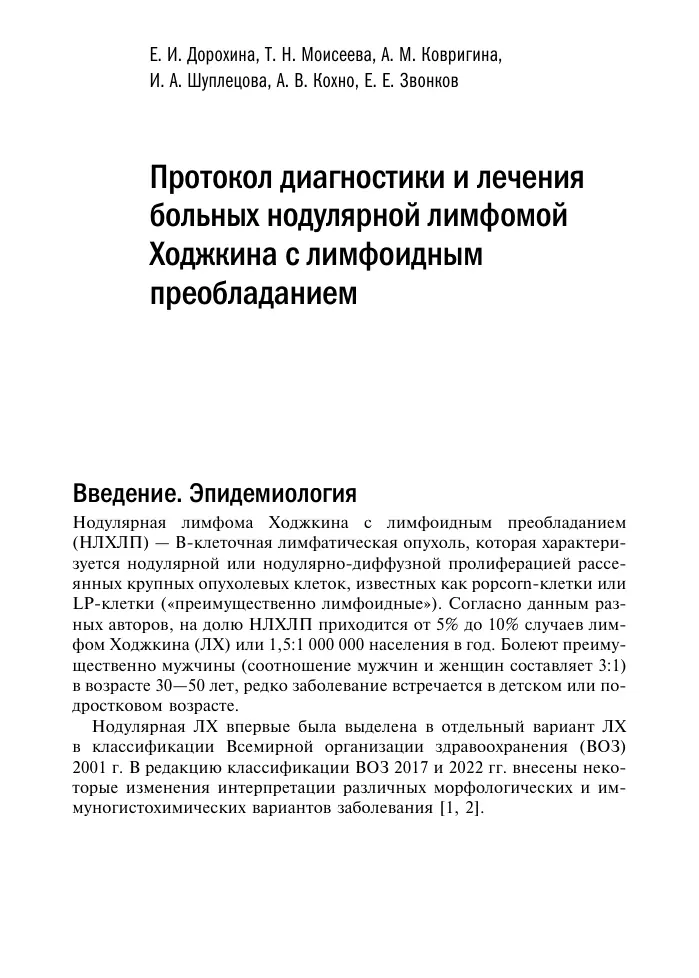 Е. И. Дорохина, Т. Н. Моисеева, А. М. Ковригина,
И. А. Шуплецова, А. В. Кохно, Е. Е. Звонков
Протокол диагностики и лечения
больных нодулярной лимфомой
Ходжкина с лимфоидным
преобладанием
Введение. Эпидемиология
Нодулярная лимфома Ходжкина с лимфоидным преобладанием
(НЛХЛП) — В-клеточная лимфатическая опухоль, которая характери-
зуется нодулярной или нодулярно-диффузной пролиферацией рассе-
янных крупных опухолевых клеток, известных как popcorn-клетки или
LP-клетки («преимущественно лимфоидные»). Согласно данным раз-
ных авторов, на долю НЛХЛП приходится от 5% до 10% случаев лим-
фом Ходжкина (ЛХ) или 1,5:1 000 000 населения в год. Болеют преиму-
щественно мужчины (соотношение мужчин и женщин составляет 3:1)
в возрасте 30—50 лет, редко заболевание встречается в детском или по-
дростковом возрасте.
Нодулярная ЛХ впервые была выделена в отдельный вариант ЛХ
в классификации Всемирной организации здравоохранения (ВОЗ)
2001 г. В редакцию классификации ВОЗ 2017 и 2022 гг. внесены неко-
торые изменения интерпретации различных морфологических и им-
муногистохимических вариантов заболевания [1, 2].